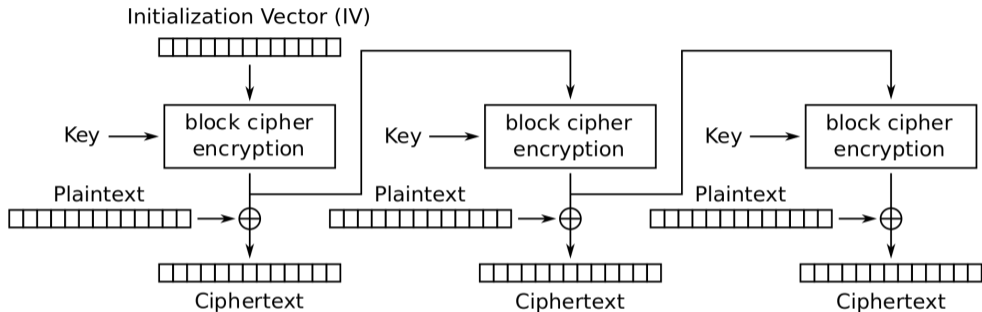 Initialization Vector (IV)
Key
block cipher
encryption
Key
block cipher
encryption
Key
block cipher
encryption
Plaintext
Plaintext
Plaintext
Ciphertext
Ciphertext
Ciphertext